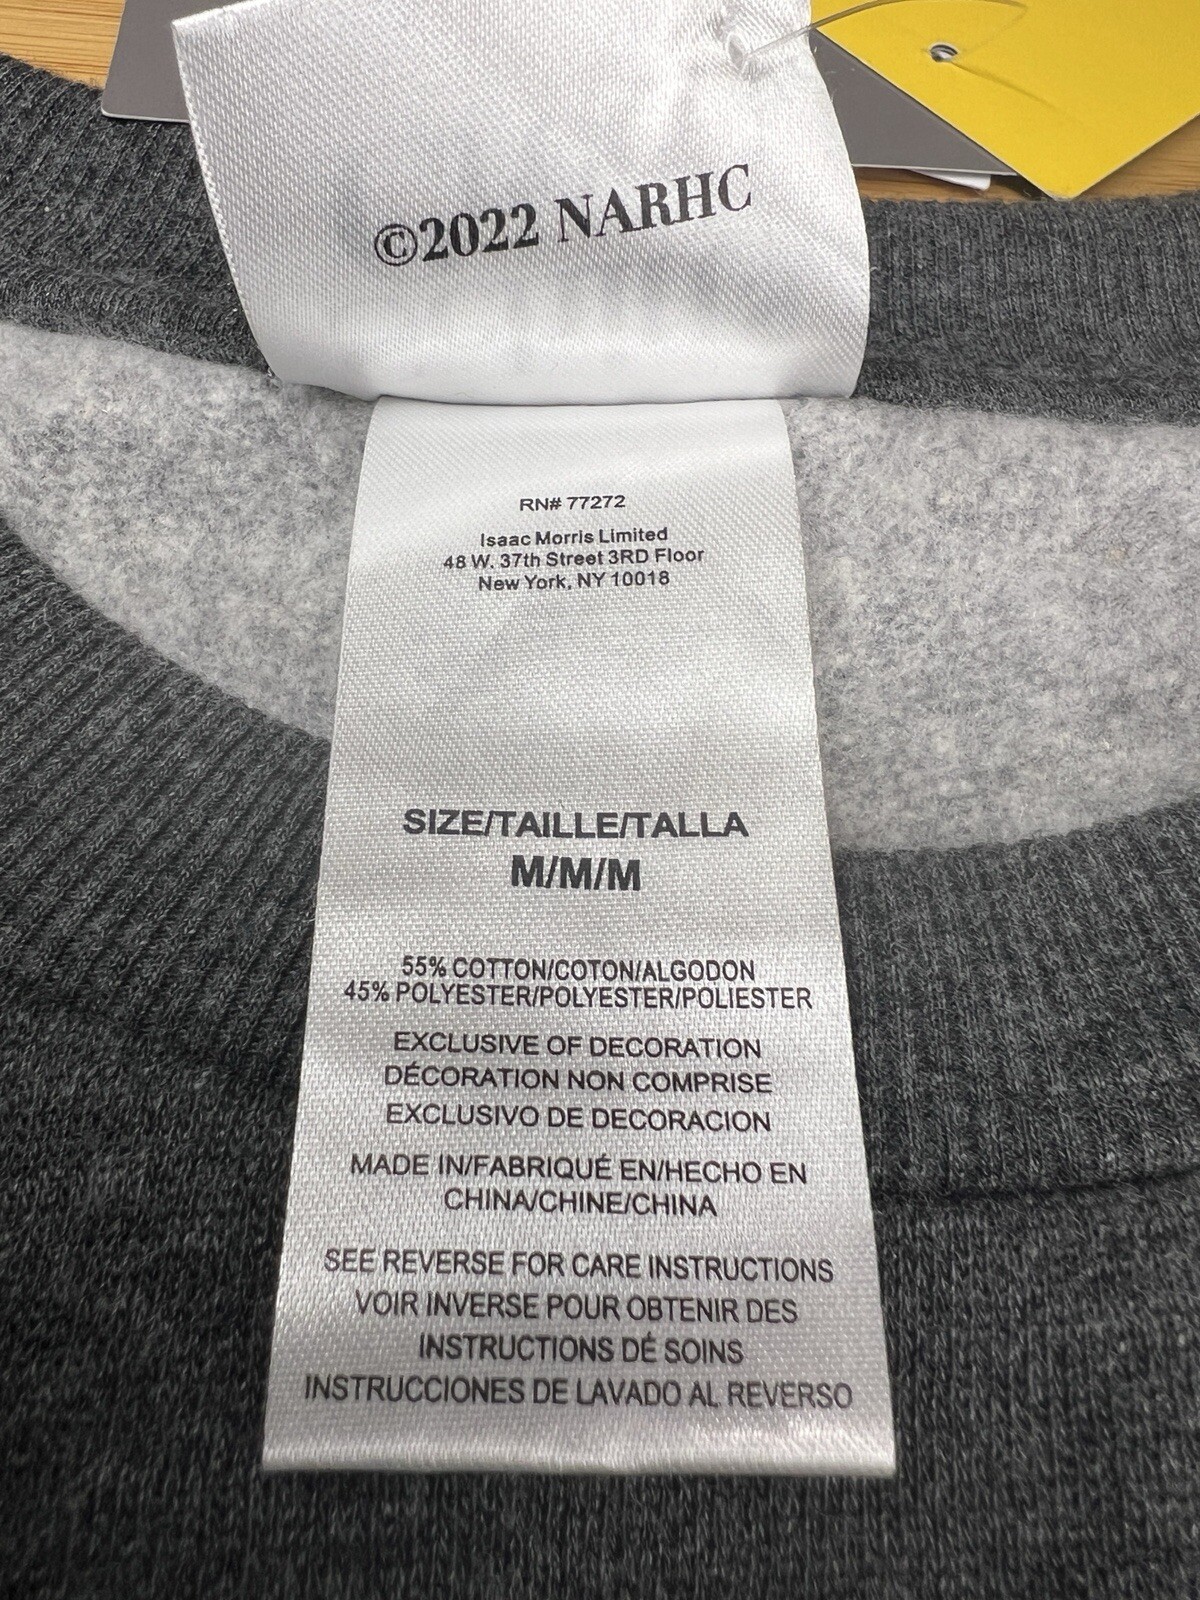 ©2022 NARHC
RN# 77272
Isaac Morris Limited
48 W. 37th Street 3RD Floor
New York, NY 10018
SIZE/TAILLE/TALLA
M/M/M
55% COTTON/COTON/ALGODON
45% POLYESTER/POLYESTER/POLIESTER
EXCLUSIVE OF DECORATION
DÉCORATION NON COMPRISE
EXCLUSIVO DE DECORACION
MADE IN/FABRIQUÉ EN/HECHO EN
CHINA/CHINE/CHINA
SEE REVERSE FOR CARE INSTRUCTIONS
VOIR INVERSE POUR OBTENIR DES
INSTRUCTIONS DÉ SOINS
INSTRUCCIONES DE LAVADO AL REVERSO